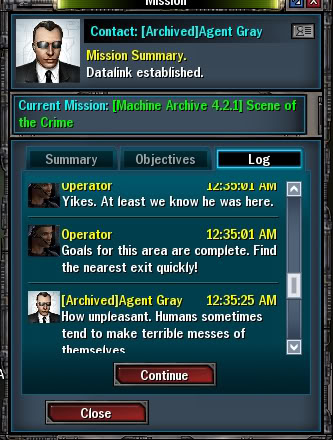 Mission
Contact: [Archived]Agent Gray
Mission Summary.
Datalink established.
Current Mission: [Machine Archive 4.2.1] Scene of
the Crime
Summary
Objectives
Log
Operator 12:35:01 AM
Yikes. At least we know he was here.
Operator 12:35:01 AM
Goals for this area are complete. Find
the nearest exit quickly!
[Archived]Agent Gray 12:35:25 AM
How unpleasant. Humans sometimes
tend to make terrible messes of
themselves
Continue
Close